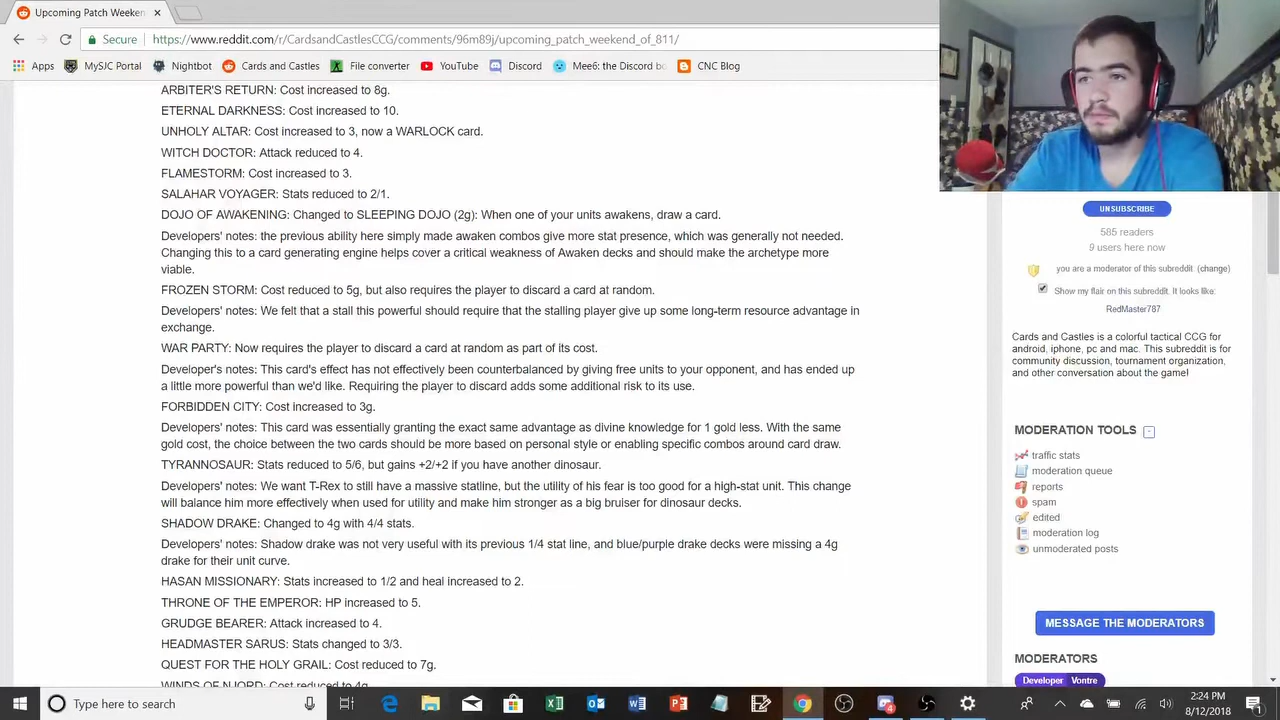 Upcoming Patch Weeken
Secure
https://www.reddit.com/r/CardsandCastlesCCG/comments/96m89j/upcoming_patch_weekend_of_811/
Apps
MySJC Portal
Nightbot
Cards and Castles
File converter
YouTube
Discord
Mee6: the Discord bo
CNC Blog
ARBITER'S RETURN: Cost increased to 8g.
ETERNAL DARKNESS: Cost increased to 10.
UNHOLY ALTAR: Cost increased to 3, now a WARLOCK card.
WITCH DOCTOR: Attack reduced to 4.
FLAMESTORM: Cost increased to 3.
SALAHAR VOYAGER: Stats reduced to 2/1.
DOJO OF AWAKENING: Changed to SLEEPING DOJO (2g): When one of your units awakens, draw a card.
Developers' notes: the previous ability here simply made awaken combos give more stat presence, which was generally not needed.
Changing this to a card generating engine helps cover a critical weakness of Awaken decks and should make the archetype more
viable.
FROZEN STORM: Cost reduced to 5g, but also requires the player to discard a card at random.
Developers' notes: We felt that a stall this powerful should require that the stalling player give up some long-term resource advantage in
exchange.
WAR PARTY: Now requires the player to discard a card at random as part of its cost.
Developer's notes: This card's effect has not effectively been counterbalanced by giving free units to your opponent, and has ended up
a little more powerful than we'd like. Requiring the player to discard adds some additional risk to its use.
FORBIDDEN CITY: Cost increased to 3g.
Developers' notes: This card was essentially granting the exact same advantage as divine knowledge for 1 gold less. With the same
gold cost, the choice between the two cards should be more based on personal style or enabling specific combos around card draw.
TYRANNOSAUR: Stats reduced to 5/6, but gains +2/+2 if you have another dinosaur.
Developers' notes: We want T-Rex to still have a massive statline, but the utility of his fear is too good for a high-stat unit. This change
will balance him more effectively when used for utility and make him stronger as a big bruiser for dinosaur decks.
SHADOW DRAKE: Changed to 4g with 4/4 stats.
Developers' notes: Shadow drake was not very useful with its previous 1/4 stat line, and blue/purple drake decks were missing a 4g
drake for their unit curve.
HASAN MISSIONARY: Stats increased to 1/2 and heal increased to 2.
THRONE OF THE EMPEROR: HP increased to 5.
GRUDGE BEARER: Attack increased to 4.
HEADMASTER SARUS: Stats changed to 3/3.
QUEST FOR THE HOLY GRAIL: Cost reduced to 7g.
WINDS OF NJORD: Cost reduced to 4g.
UNSUBSCRIBE
585 readers
9 users here now
you are a moderator of this subreddit. (change)
Show my flair on this subreddit. It looks like:
RedMaster787
Cards and Castles is a colorful tactical CCG for
android, iphone, pc and mac. This subreddit is for
community discussion, tournament organization,
and other conversation about the game!
MODERATION TOOLS
traffic stats
moderation queue
reports
spam
edited
moderation log
unmoderated posts
MESSAGE THE MODERATORS
MODERATORS
Developer Vontre
Type here to search
2:24 PM
8/12/2018